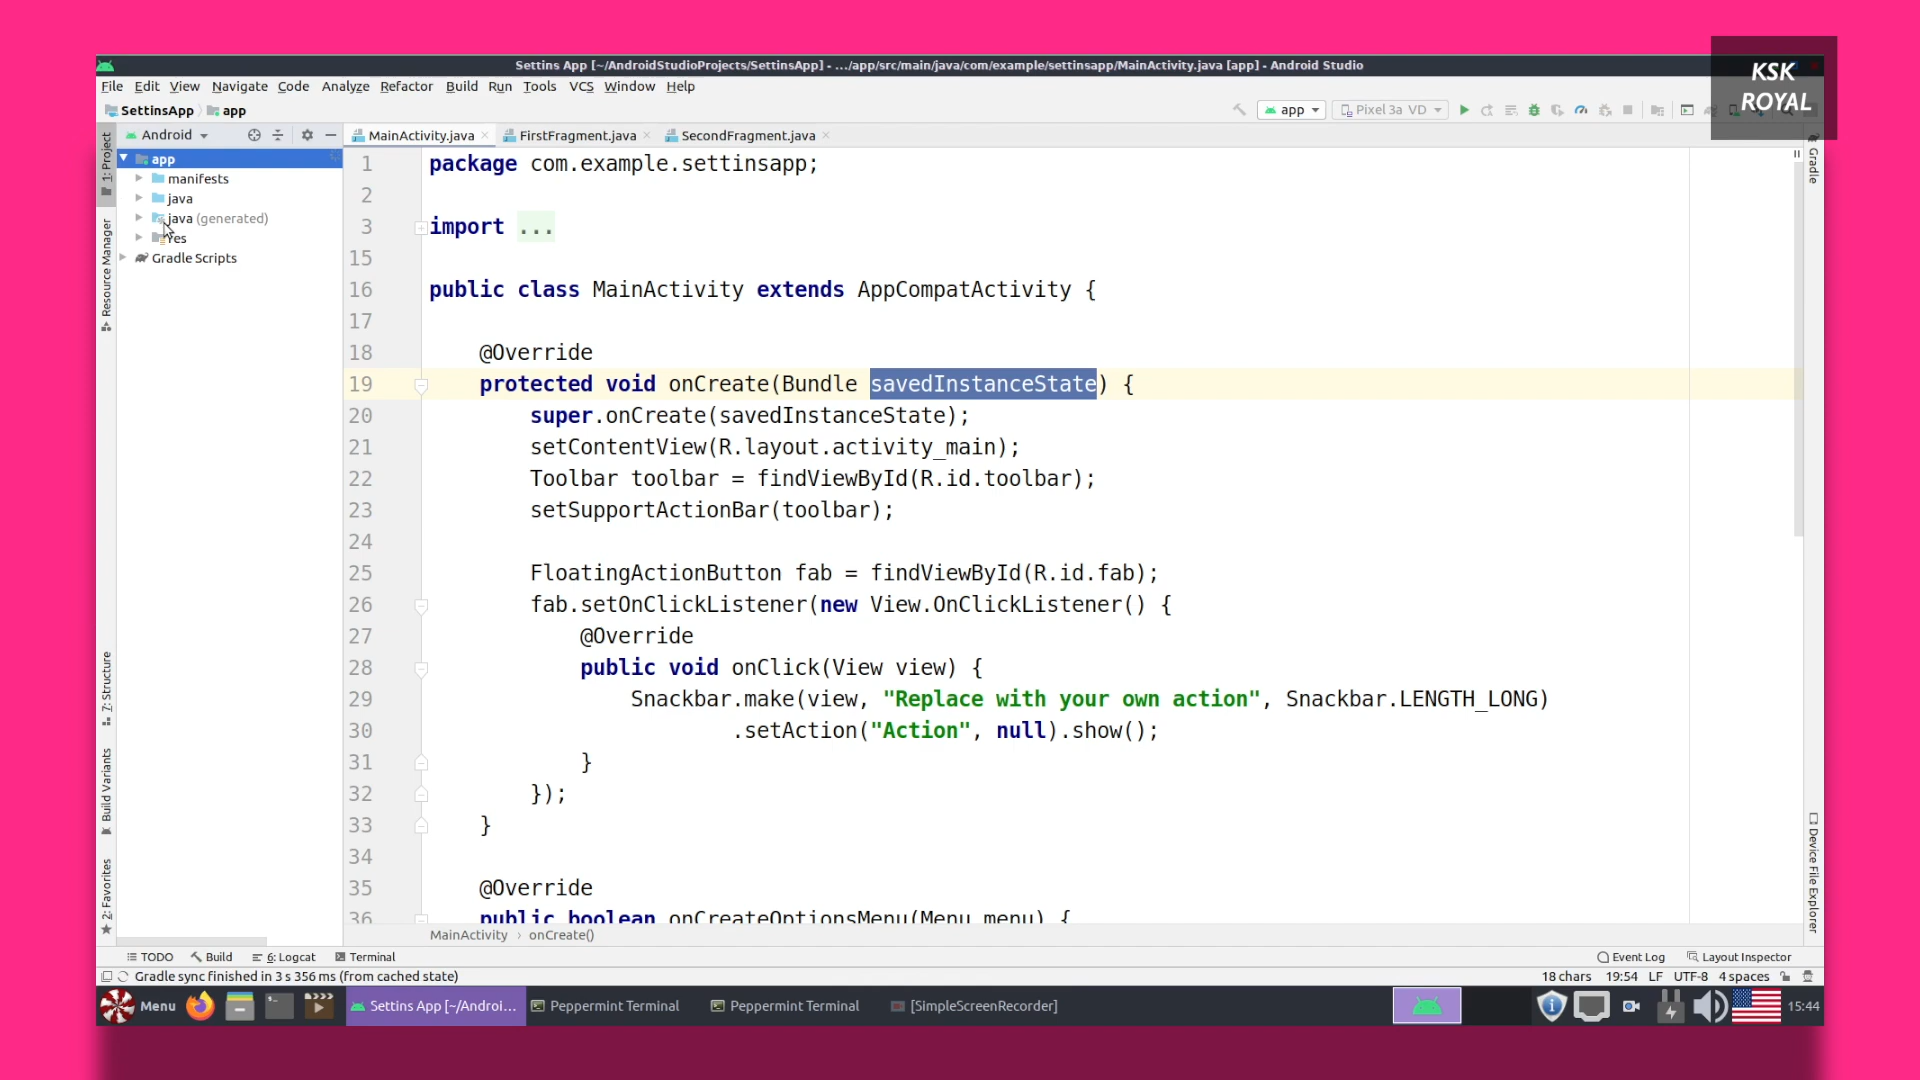 KSK
ROYAL
Settins App [~/AndroidStudioProjects/SettinsApp] - .../app/src/main/java/com/example/settinsapp/MainActivity.java [app] - Android Studio
File Edit View Navigate Code Analyze Refactor Build Run Tools VCS Window Help
SettinsApp app
app Pixel 3a VD
Android
MainActivity.java FirstFragment.java SecondFragment.java
1: Project
Resource Manager
7: Structure
Build Variants
2: Favorites
app
manifests
java
java (generated)
res
Gradle Scripts
1 package com.example.settinsapp;
2
3 import ...
15
16 public class MainActivity extends AppCompatActivity {
17
18 @Override
19 protected void onCreate(Bundle savedInstanceState) {
20 super.onCreate(savedInstanceState);
21 setContentView(R.layout.activity_main);
22 Toolbar toolbar = findViewById(R.id.toolbar);
23 setSupportActionBar(toolbar);
24
25 FloatingActionButton fab = findViewById(R.id.fab);
26 fab.setOnClickListener(new View.OnClickListener() {
27 @Override
28 public void onClick(View view) {
29 Snackbar.make(view, "Replace with your own action", Snackbar.LENGTH_LONG)
30 .setAction("Action", null).show();
31 }
32 });
33 }
34
35 @Override
36 public boolean onCreateOptionsMenu(Menu menu) {
Gradle
Device File Explorer
MainActivity › onCreate()
TODO Build 6: Logcat Terminal Event Log Layout Inspector
Gradle sync finished in 3 s 356 ms (from cached state) 18 chars 19:54 LF UTF-8 4 spaces
Menu Settins App [~/Androi... Peppermint Terminal Peppermint Terminal [SimpleScreenRecorder] 15:44